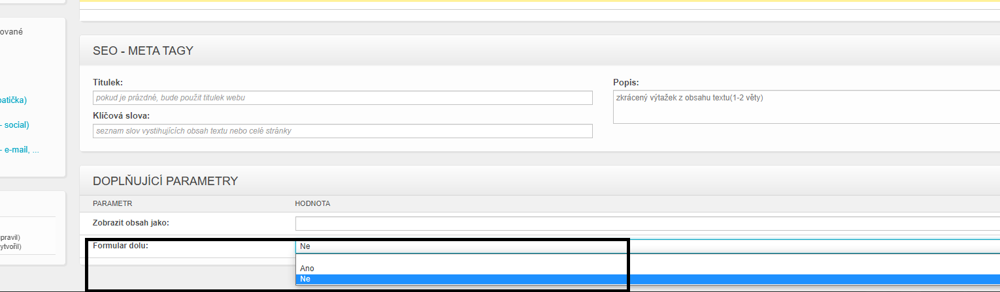 ované
patička)
- social)
- e-mail, ...
pravil)
ytvořil)
SEO - META TAGY
Titulek:
pokud je prázdné, bude použit titulek webu
Klíčová slova:
seznam slov vystihujících obsah textu nebo celé stránky
Popis:
zkrácený výtažek z obsahu textu(1-2 věty)
DOPLŇUJÍCÍ PARAMETRY
PARAMETR HODNOTA
Zobrazit obsah jako:
Formular dolu: Ne
Ano
Ne